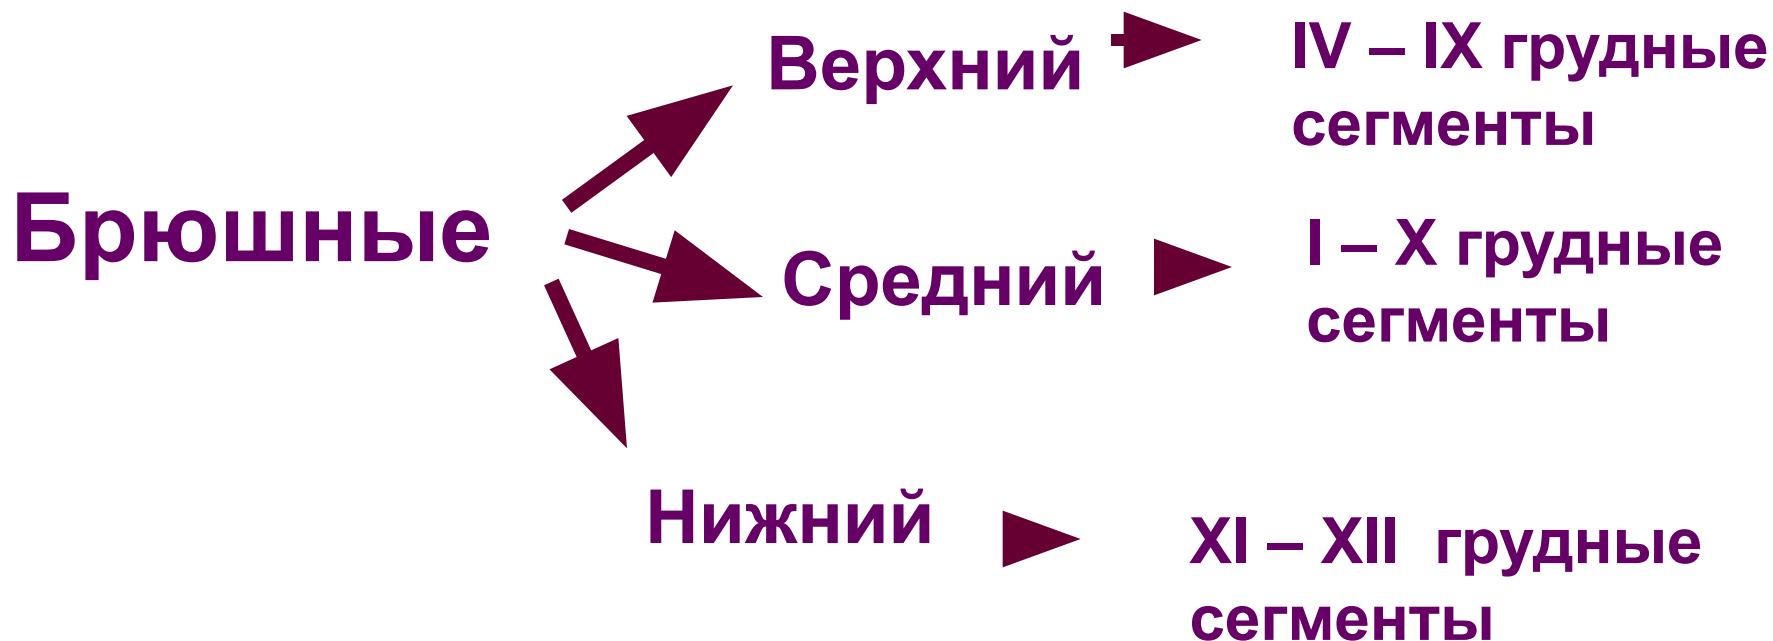 Брюшные
Верхний
IV – IX грудные
сегменты
Средний
I – X грудные
сегменты
Нижний
XI – XII грудные
сегменты